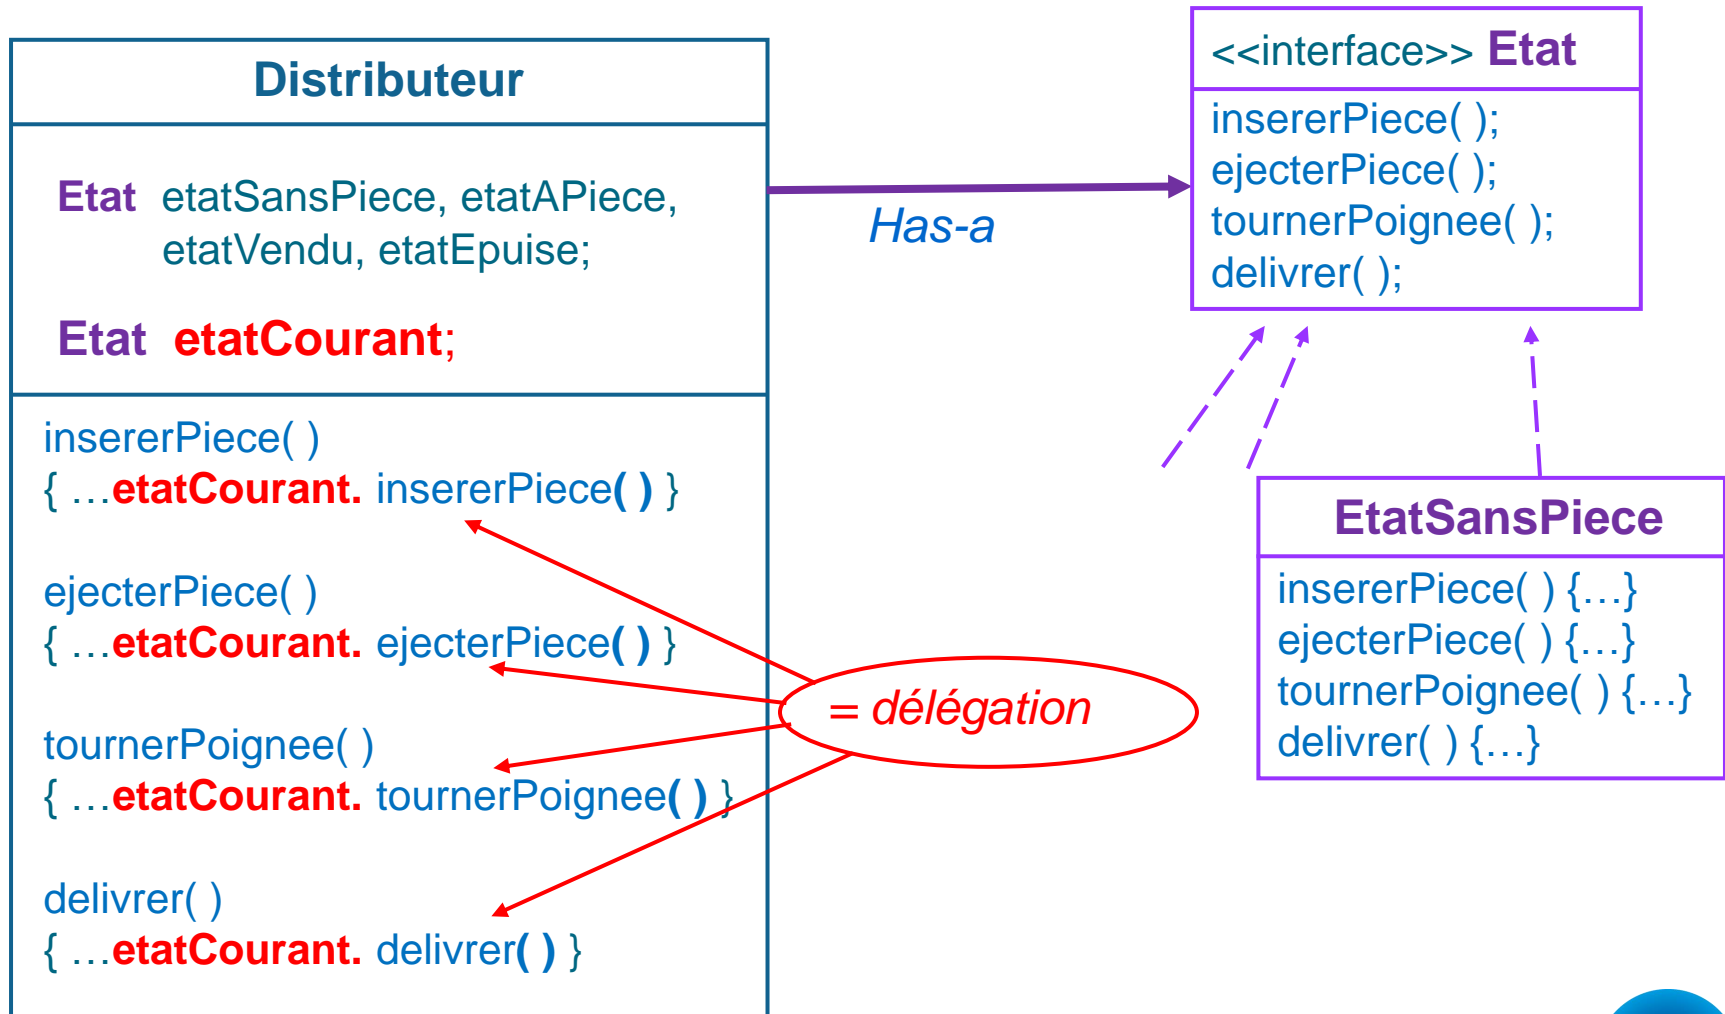 Distributeur
Etat etatSansPiece, etatAPiece,
etatVendu, etatEpuise;
Etat etatCourant;
insererPiece( )
{ …etatCourant. insererPiece( ) }
ejecterPiece( )
{ …etatCourant. ejecterPiece( ) }
tournerPoignee( )
{ …etatCourant. tournerPoignee( ) }
delivrer( )
{ …etatCourant. delivrer( ) }
Has-a
= délégation
<<interface>> Etat
insererPiece( );
ejecterPiece( );
tournerPoignee( );
delivrer( );
EtatSansPiece
insererPiece( ) {…}
ejecterPiece( ) {…}
tournerPoignee( ) {…}
delivrer( ) {…}